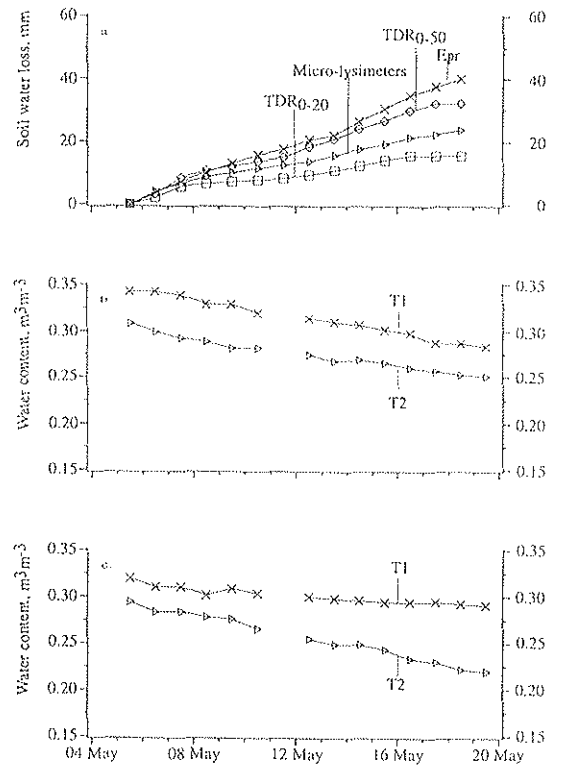 Soil water loss, mm
60
40
20
0
a
TDR0-20
Micro-lysimeters
TDR0-50
Epr
60
40
20
0
Water content, m3m-3
0.35
0.30
0.25
0.20
0.15
T1
T2
0.35
0.30
0.25
0.20
0.15
Water content, m3m-3
0.35
0.30
0.25
0.20
0.15
c.
T1
T2
0.35
0.30
0.25
0.20
0.15
04 May 08 May 12 May 16 May 20 May